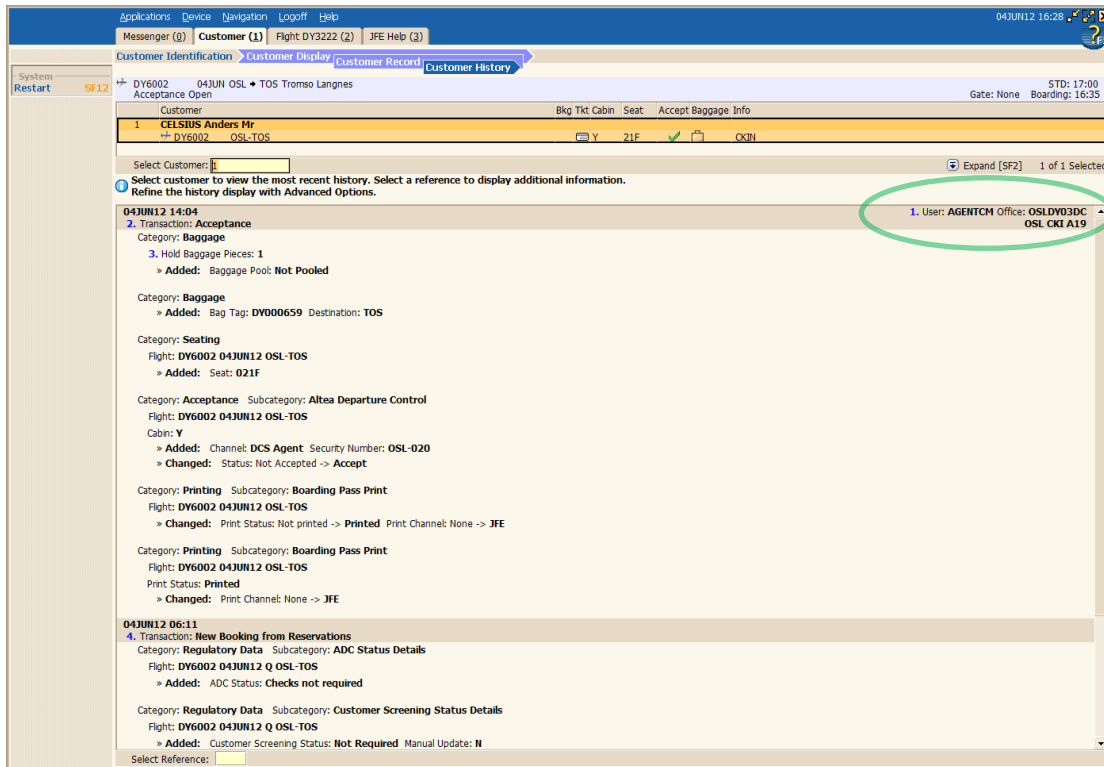 Applications Device Navigation Logoff Help 04JUN12 16:28
Messenger (0) Customer (1) Flight DY3222 (2) JFE Help (3)
Customer Identification Customer Display Customer Record Customer History
System
Restart SF12
DY6002 04JUN OSL TOS Tromso Langnes STD: 17:00
Acceptance Open Gate: None Boarding: 16:35
Customer Bkg Tkt Cabin Seat Accept Baggage Info
1 CELSIUS Anders Mr
DY6002 OSL-TOS Y 21F CKIN
Select Customer: 1 Expand [SF2] 1 of 1 Selected
Select customer to view the most recent history. Select a reference to display additional information.
Refine the history display with Advanced Options.
04JUN12 14:04 1. User: AGENTCM Office: OSLDY03DC
2. Transaction: Acceptance OSL CKI A19
Category: Baggage
3. Hold Baggage Pieces: 1
» Added: Baggage Pool: Not Pooled
Category: Baggage
» Added: Bag Tag: DY000659 Destination: TOS
Category: Seating
Flight: DY6002 04JUN12 OSL-TOS
» Added: Seat: 021F
Category: Acceptance Subcategory: Altea Departure Control
Flight: DY6002 04JUN12 OSL-TOS
Cabin: Y
» Added: Channel: DCS Agent Security Number: OSL-020
» Changed: Status: Not Accepted -> Accept
Category: Printing Subcategory: Boarding Pass Print
Flight: DY6002 04JUN12 OSL-TOS
» Changed: Print Status: Not printed -> Printed Print Channel: None -> JFE
Category: Printing Subcategory: Boarding Pass Print
Flight: DY6002 04JUN12 OSL-TOS
Print Status: Printed
» Changed: Print Channel: None -> JFE
04JUN12 06:11
4. Transaction: New Booking from Reservations
Category: Regulatory Data Subcategory: ADC Status Details
Flight: DY6002 04JUN12 Q OSL-TOS
» Added: ADC Status: Checks not required
Category: Regulatory Data Subcategory: Customer Screening Status Details
Flight: DY6002 04JUN12 Q OSL-TOS
» Added: Customer Screening Status: Not Required Manual Update: N
Select Reference: